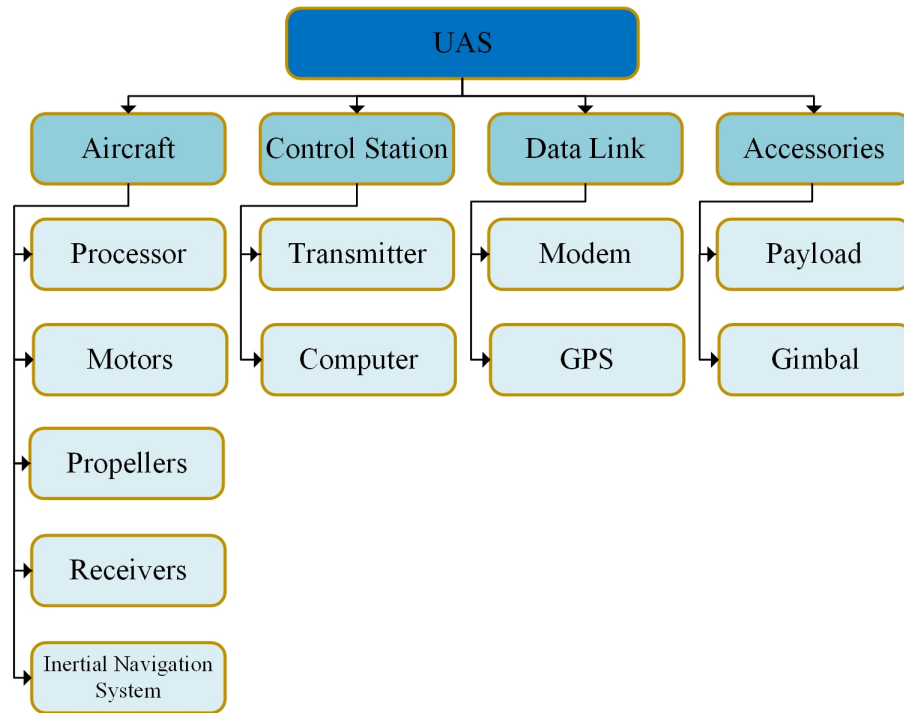 UAS
Aircraft
Control Station
Data Link
Accessories
Processor
Transmitter
Modem
Payload
Motors
Computer
GPS
Gimbal
Propellers
Receivers
Inertial Navigation
System